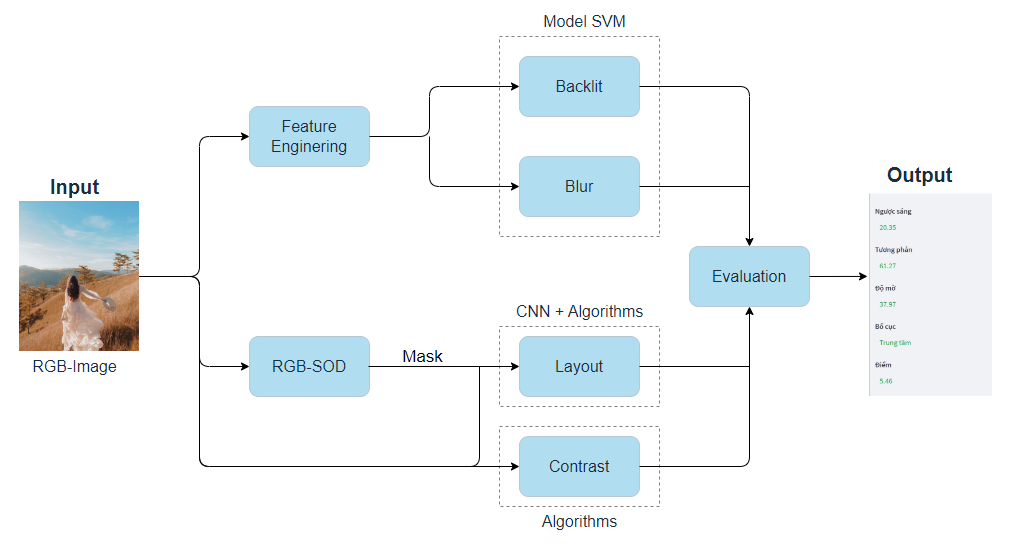 Model SVM
Backlit
Feature
Enginering
Blur
Input
RGB-Image
Output
Ngược sáng
20.35
Tương phản
61.27
Độ mờ
37.97
Bố cục
Trung tâm
Điểm
5.46
Evaluation
CNN + Algorithms
RGB-SOD
Mask
Layout
Contrast
Algorithms